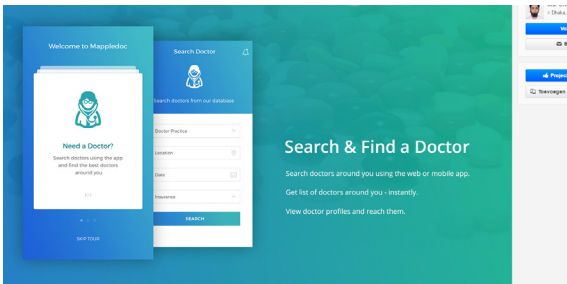 Welcome to Mappledoc
Need a Doctor?
Search doctors using the app
and find the best doctors
around you
SKIP TOUR
Search Doctor
Search doctors from our database
Doctor Practice
Location
Date
Insurance
SEARCH
Search & Find a Doctor
Search doctors around you using the web or mobile app.
Get list of doctors around you - instantly.
View doctor profiles and reach them.
Dhaka,
Project
Toevoegen